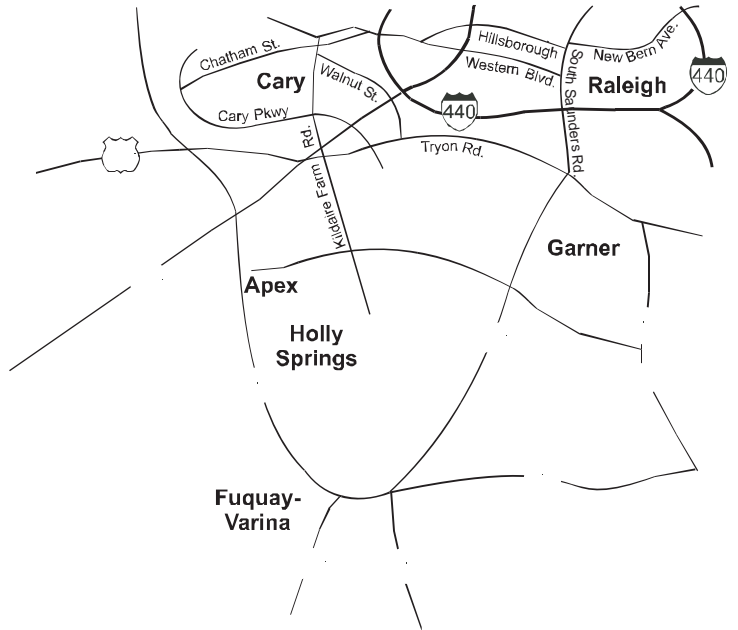 Chatham St.
Hillsborough
New Bern Ave.
Western Blvd.
Cary
Walnut St.
South Saunders Rd.
Raleigh
440
440
Cary Pkwy
Kildaire Farm Rd.
Tryon Rd.
Garner
Apex
Holly
Springs
Fuquay-
Varina